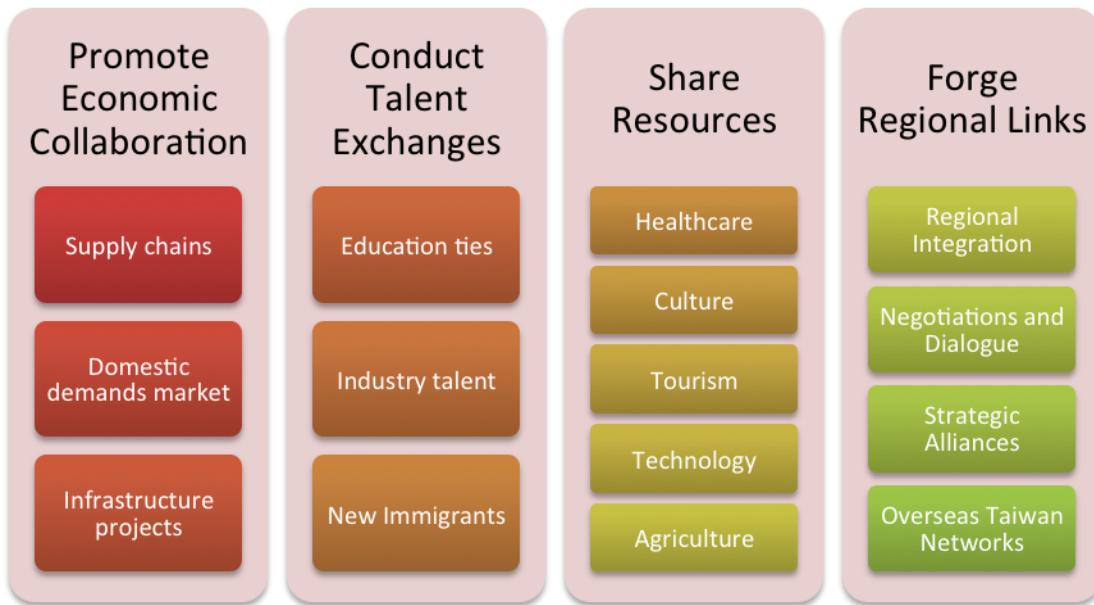 Promote
Economic
Collaboration
Supply chains
Domestic
demands market
Infrastructure
projects
Conduct
Talent
Exchanges
Education ties
Industry talent
New Immigrants
Share
Resources
Healthcare
Culture
Tourism
Technology
Agriculture
Forge
Regional Links
Regional
Integration
Negotiations and
Dialogue
Strategic
Alliances
Overseas Taiwan
Networks